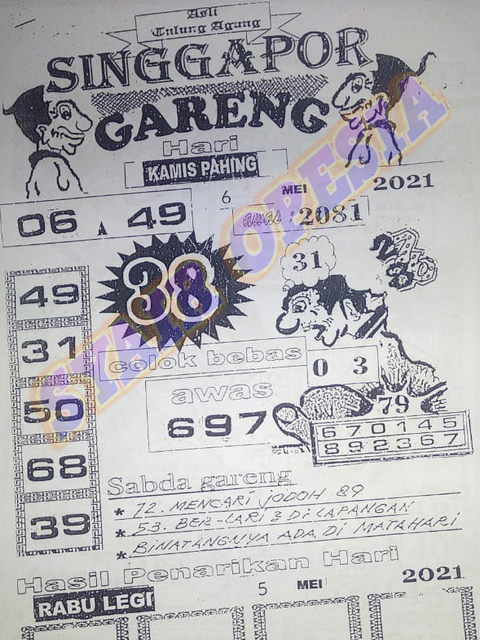 Asli
Tulung Agung
SINGGAPOR
GARENG
Hari
KAMIS PAHING
6 MEI 2021
06 A 49
awas : 2081
49
31
50
68
39
38
31
colok bebas
0 3
awas
697
79
670145
892367
Sabda gareng
* 12. MENCARI JODOH 89
* 53. BER-LARI 2 DI LAPANGAN
* BINATANGNYA ADA DI MATAHARI
Hasil Penarikan Hari
RABU LEGI
5 MEI 2021